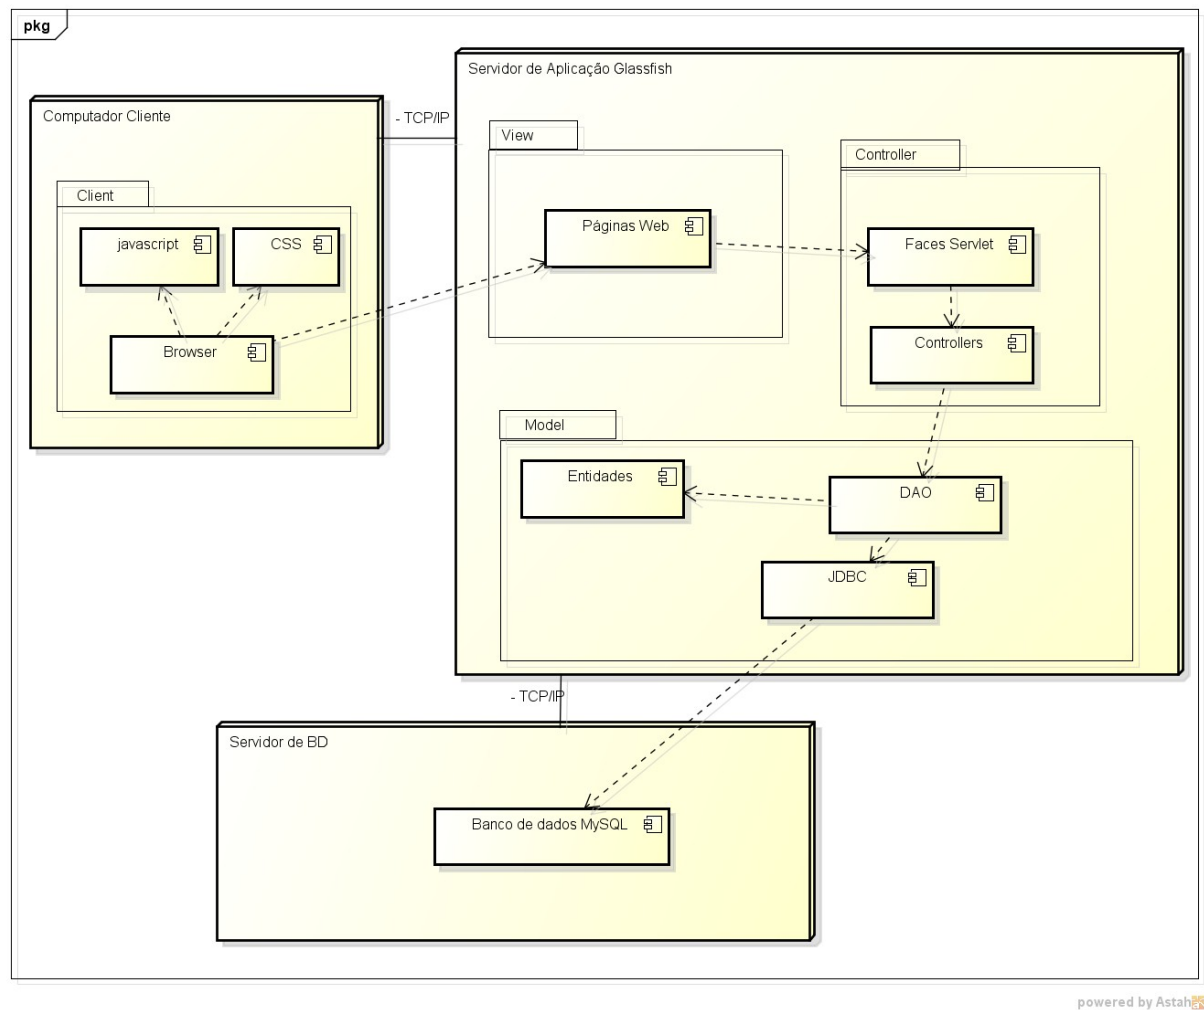 pkg
Servidor de Aplicação Glassfish
Computador Cliente
- TCP/IP
View
Controller
Client
Páginas Web
javascript
CSS
Faces Servlet
Browser
Controllers
Model
Entidades
DAO
JDBC
- TCP/IP
Servidor de BD
Banco de dados MySQL
powered by Astah